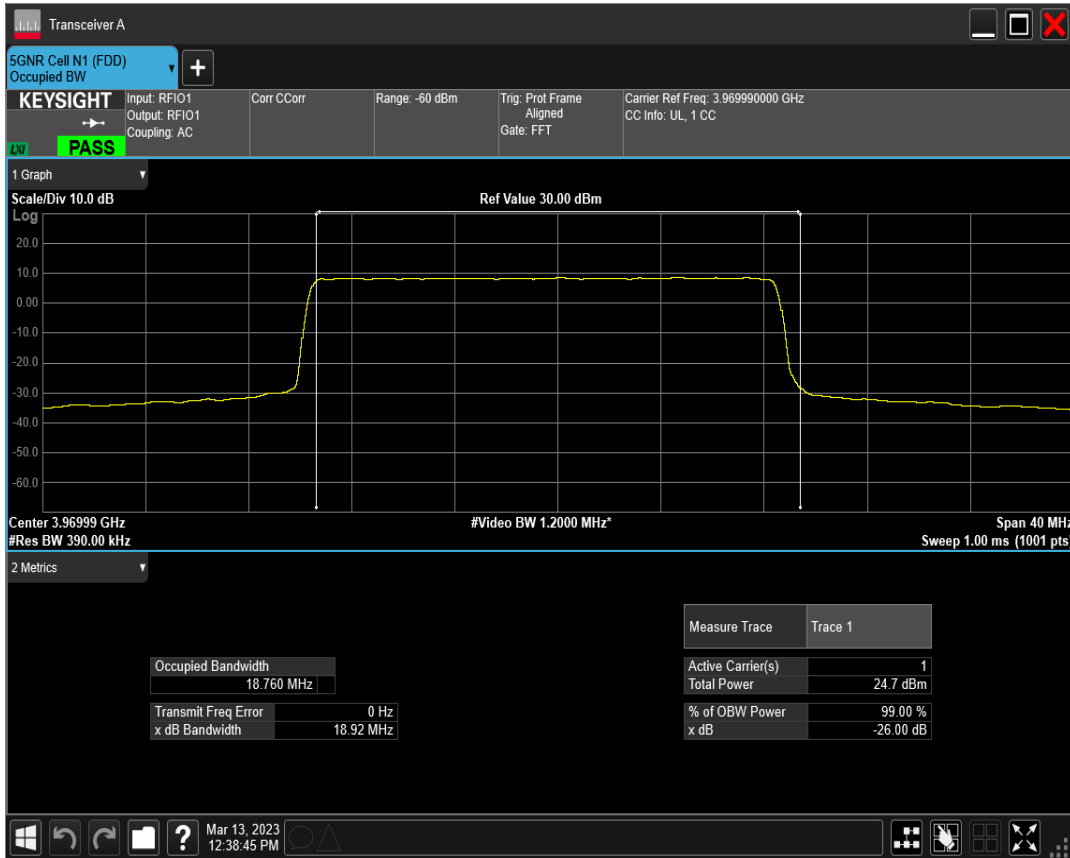 Transceiver A
5GNR Cell N1 (FDD)
Occupied BW
+
KEYSIGHT
LXI
PASS
Input: RFIO1
Output: RFIO1
Coupling: AC
Corr CCorr
Range: -60 dBm
Trig: Prot Frame
Aligned
Gate: FFT
Carrier Ref Freq: 3.969990000 GHz
CC Info: UL, 1 CC
1 Graph
Scale/Div 10.0 dB
Ref Value 30.00 dBm
Log
20.0
10.0
0.00
-10.0
-20.0
-30.0
-40.0
-50.0
-60.0
Center 3.96999 GHz
#Video BW 1.2000 MHz*
Span 40 MHz
#Res BW 390.00 kHz
Sweep 1.00 ms (1001 pts)
2 Metrics
Measure Trace Trace 1
Occupied Bandwidth
18.760 MHz
Active Carrier(s) 1
Total Power 24.7 dBm
Transmit Freq Error 0 Hz
x dB Bandwidth 18.92 MHz
% of OBW Power 99.00 %
x dB -26.00 dB
?
Mar 13, 2023
12:38:45 PM